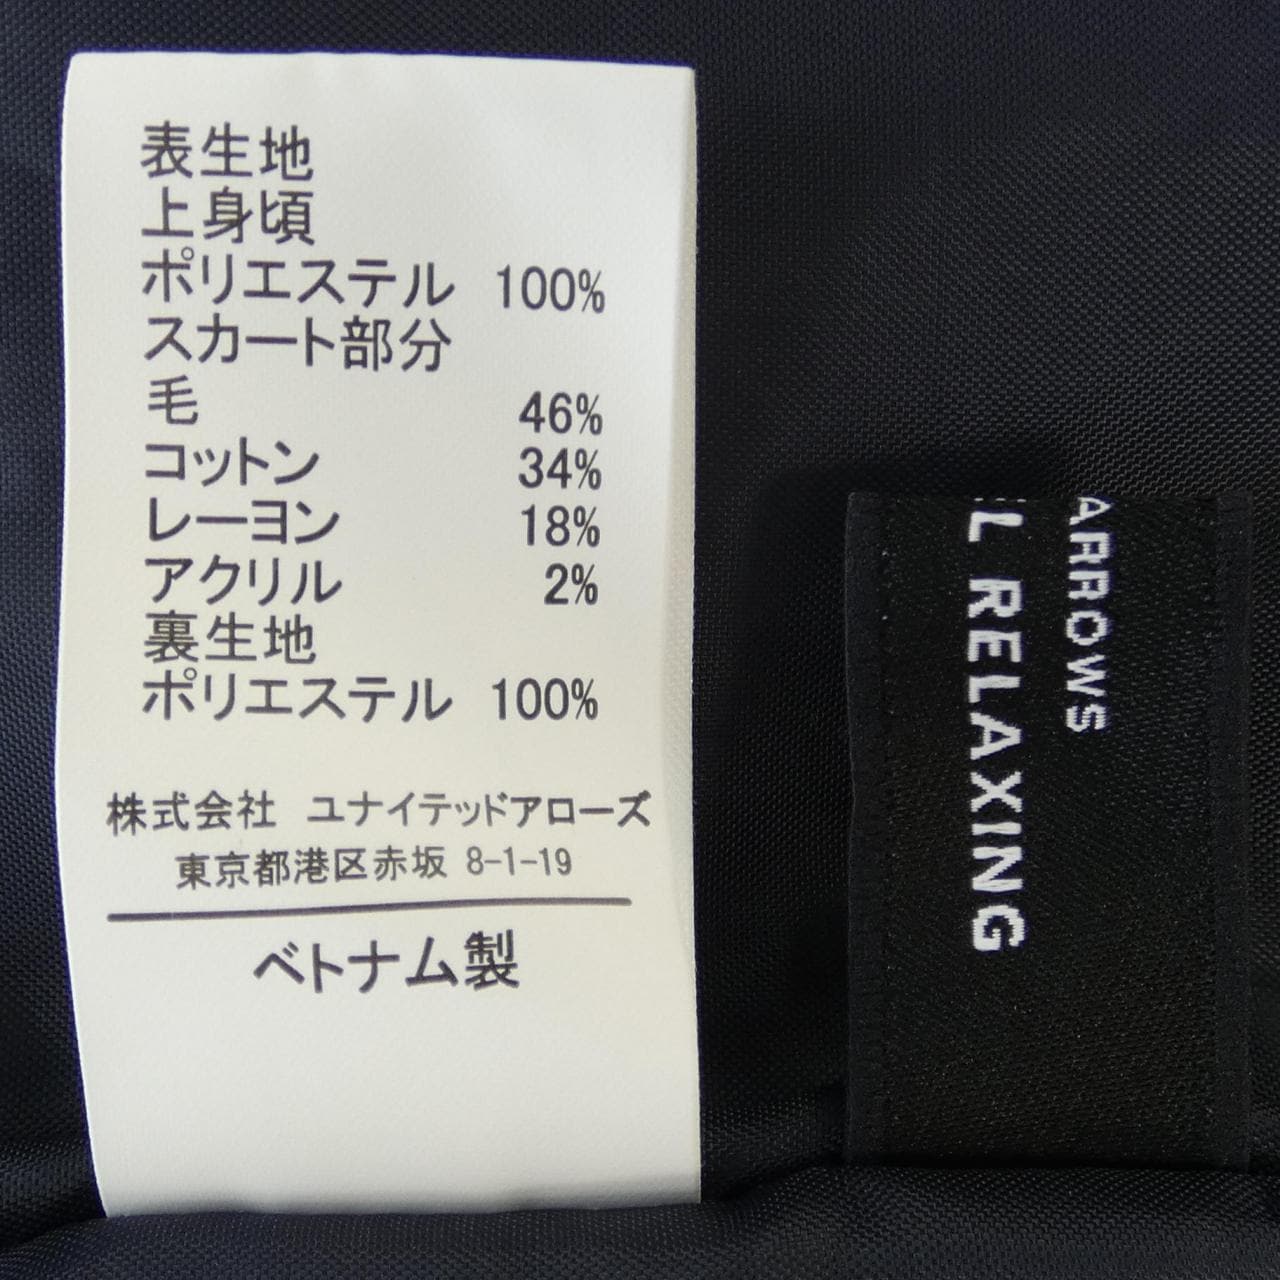 表生地
上身頃
ポリエステル 100%
スカート部分
毛 46%
コットン 34%
レーヨン 18%
アクリル 2%
裏生地
ポリエステル 100%
株式会社 ユナイテッドアローズ
東京都港区赤坂 8-1-19
ベトナム製
ARROWS
RELAXING